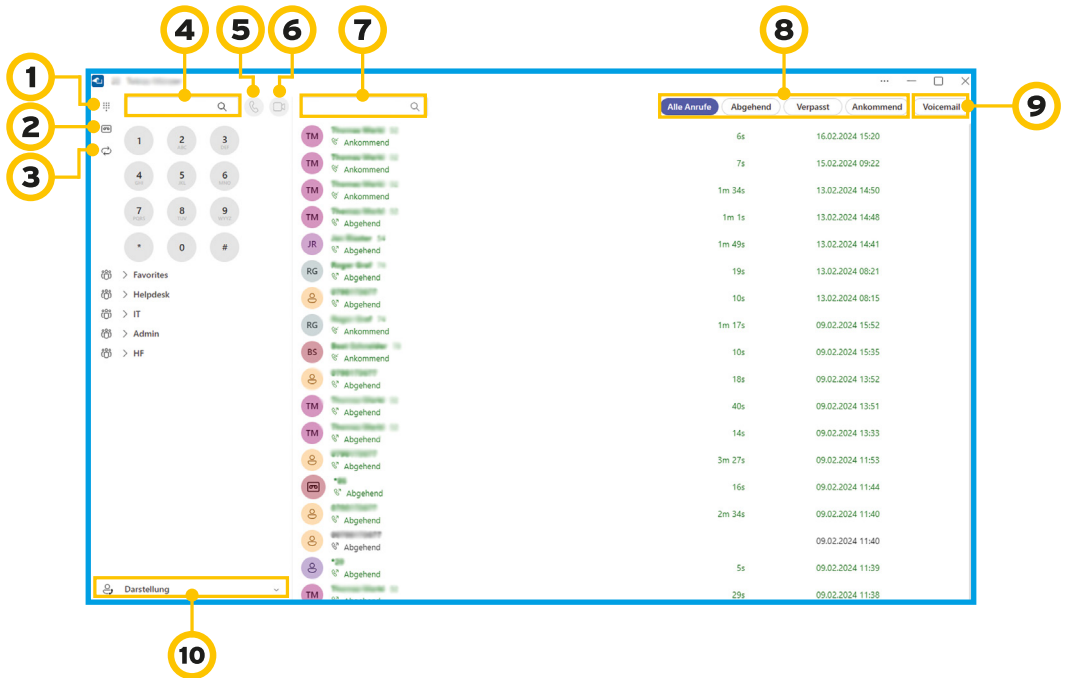 4 5 6 7 8
1
2
3
9
Alle Anrufe Abgehend Verpasst Ankommend Voicemail
1 2 3
4 5 6
7 8 9
* 0 #
Favorites
Helpdesk
IT
Admin
HF
TM
Ankommend 6s 16.02.2024 15:20
TM
Ankommend 7s 15.02.2024 09:22
TM
Ankommend 1m 34s 13.02.2024 14:50
TM
Abgehend 1m 1s 13.02.2024 14:48
JR
Abgehend 1m 49s 13.02.2024 14:41
RG
Abgehend 19s 13.02.2024 08:21
Abgehend 10s 13.02.2024 08:15
RG
Ankommend 1m 17s 09.02.2024 15:52
BS
Ankommend 10s 09.02.2024 15:35
Abgehend 18s 09.02.2024 13:52
TM
Abgehend 40s 09.02.2024 13:51
TM
Abgehend 14s 09.02.2024 13:33
Abgehend 3m 27s 09.02.2024 11:53
Abgehend 16s 09.02.2024 11:44
Abgehend 2m 34s 09.02.2024 11:40
Abgehend 09.02.2024 11:40
Abgehend 5s 09.02.2024 11:39
TM 29s 09.02.2024 11:38
Darstellung
10